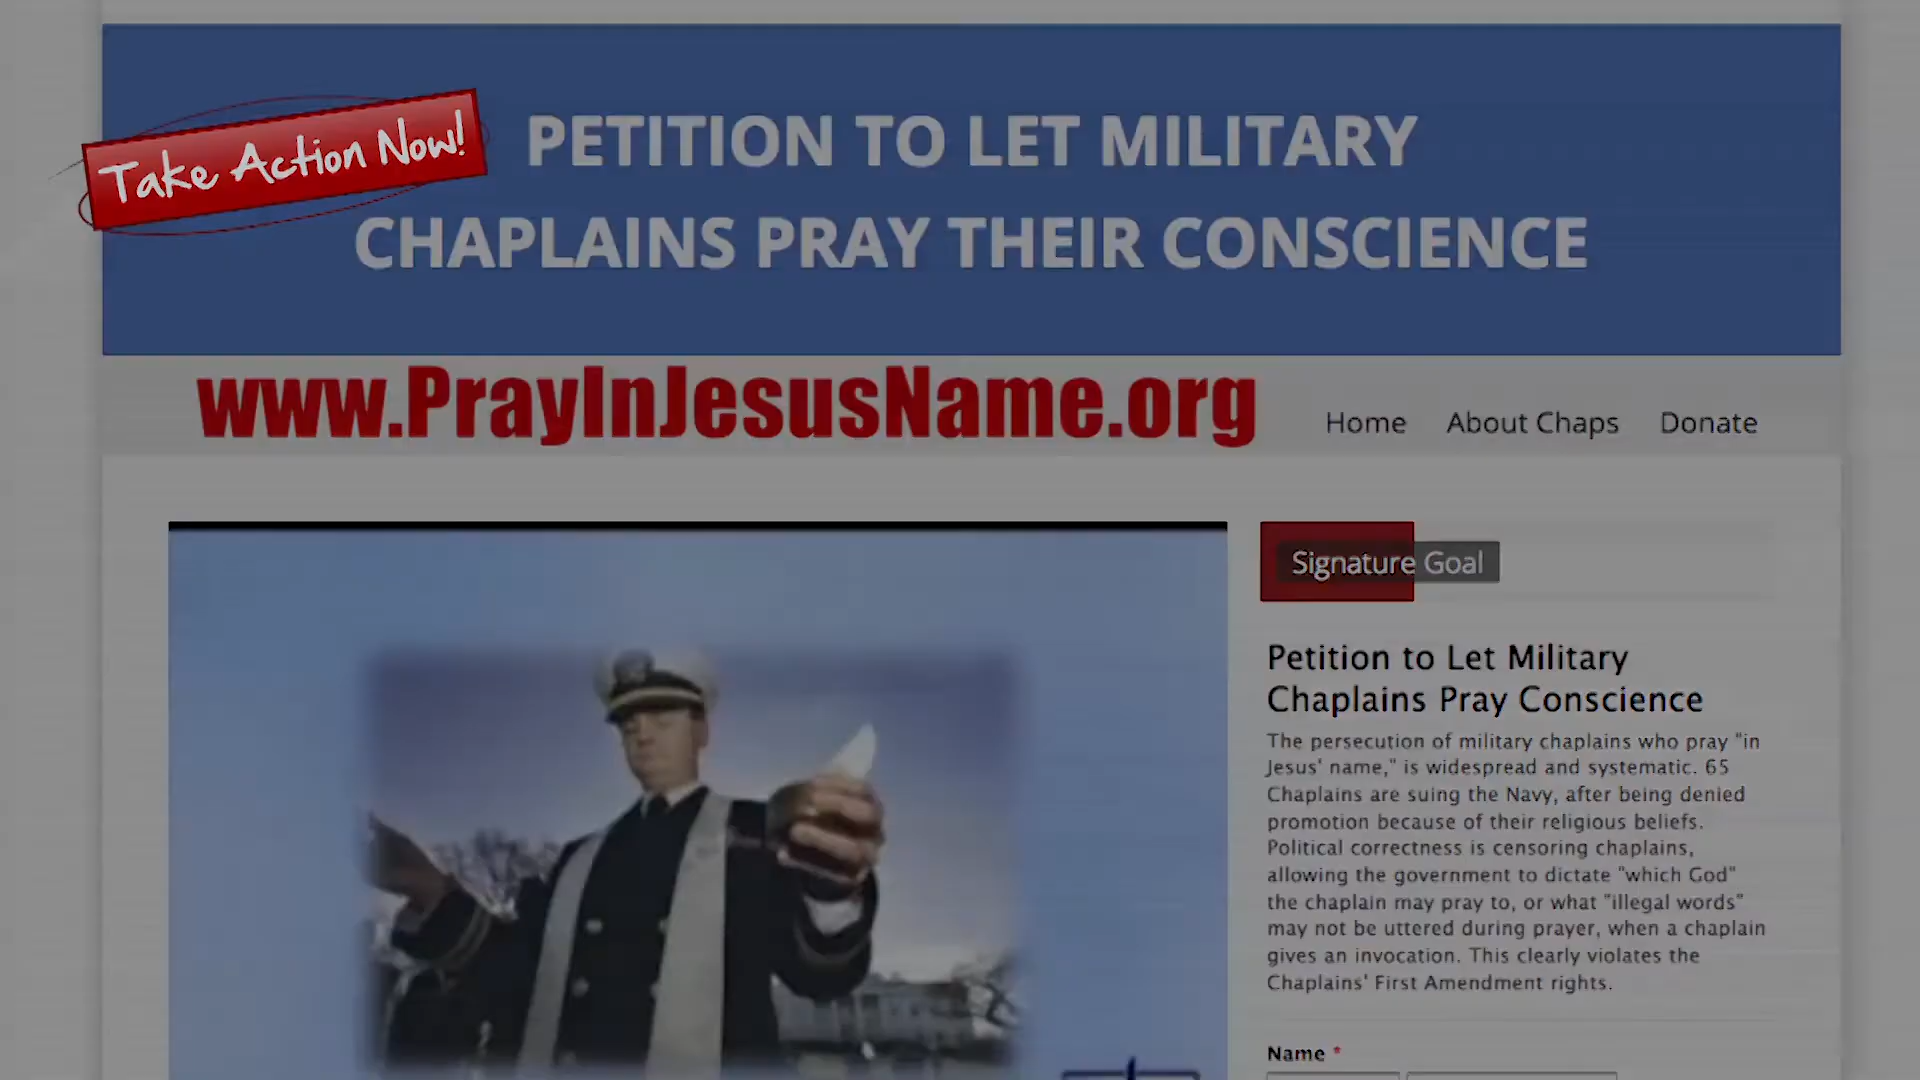 Take Action Now!
PETITION TO LET MILITARY
CHAPLAINS PRAY THEIR CONSCIENCE
www.PrayInJesusName.org
Home About Chaps Donate
Signature Goal
Petition to Let Military
Chaplains Pray Conscience
The persecution of military chaplains who pray "in
Jesus' name," is widespread and systematic. 65
Chaplains are suing the Navy, after being denied
promotion because of their religious beliefs.
Political correctness is censoring chaplains,
allowing the government to dictate "which God"
the chaplain may pray to, or what "illegal words"
may not be uttered during prayer, when a chaplain
gives an invocation. This clearly violates the
Chaplains' First Amendment rights.
Name *